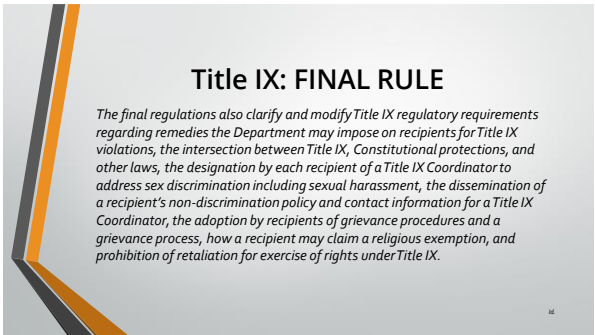 Title IX: FINAL RULE
The final regulations also clarify and modify Title IX regulatory requirements
regarding remedies the Department may impose on recipients for Title IX
violations, the intersection between Title IX, Constitutional protections, and
other laws, the designation by each recipient of a Title IX Coordinator to
address sex discrimination including sexual harassment, the dissemination of
a recipient's non-discrimination policy and contact information for a Title IX
Coordinator, the adoption by recipients of grievance procedures and a
grievance process, how a recipient may claim a religious exemption, and
prohibition of retaliation for exercise of rights under Title IX.
Id.